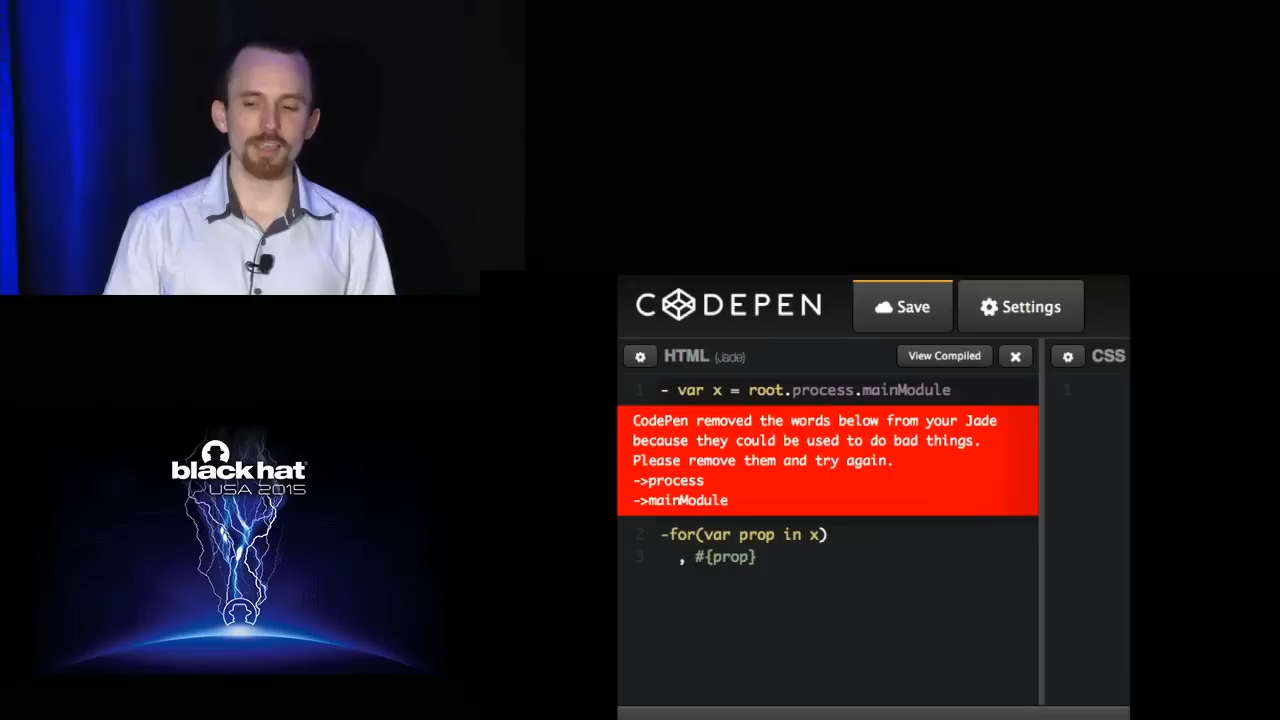 CODEPEN
Save
Settings
HTML (Jade)
View Compiled
CSS
1 - var x = root.process.mainModule
1
CodePen removed the words below from your Jade
because they could be used to do bad things.
Please remove them and try again.
->process
->mainModule
2 -for(var prop in x)
3 , #{prop}
black hat
USA 2015